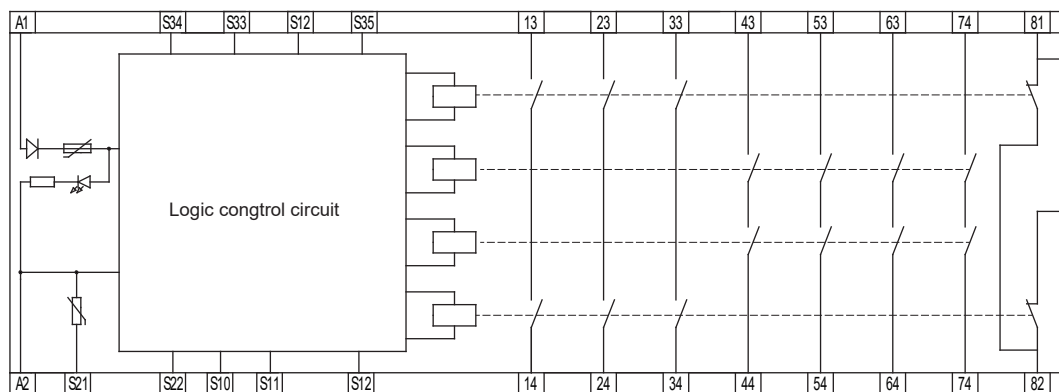 A1 S34 S33 S12 S35 13 23 33 43 53 63 74 81
Logic congtrol circuit
A2 S21 S22 S10 S11 S12 14 24 34 44 54 64 74 82